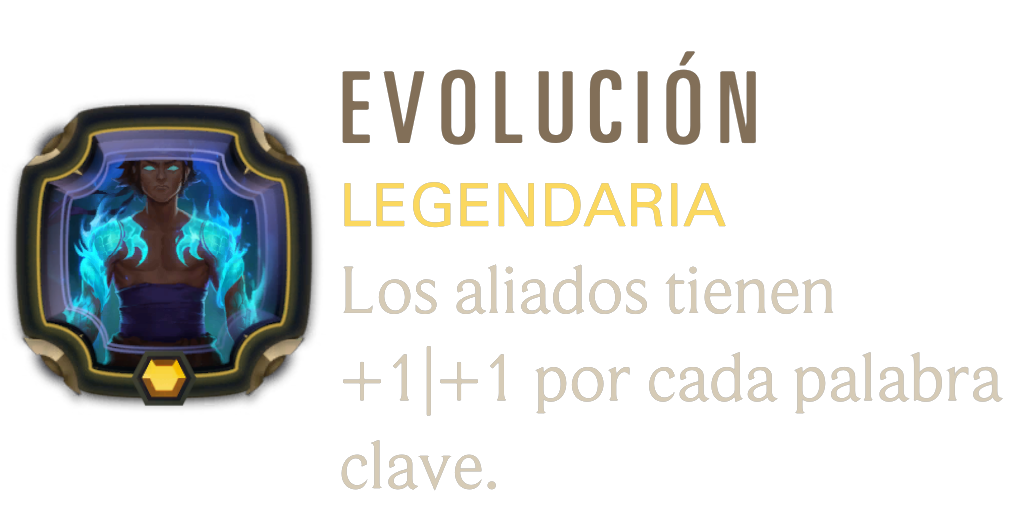 EVOLUCIÓN
LEGENDARIA
Los aliados tienen
+1|+1 por cada palabra
clave.